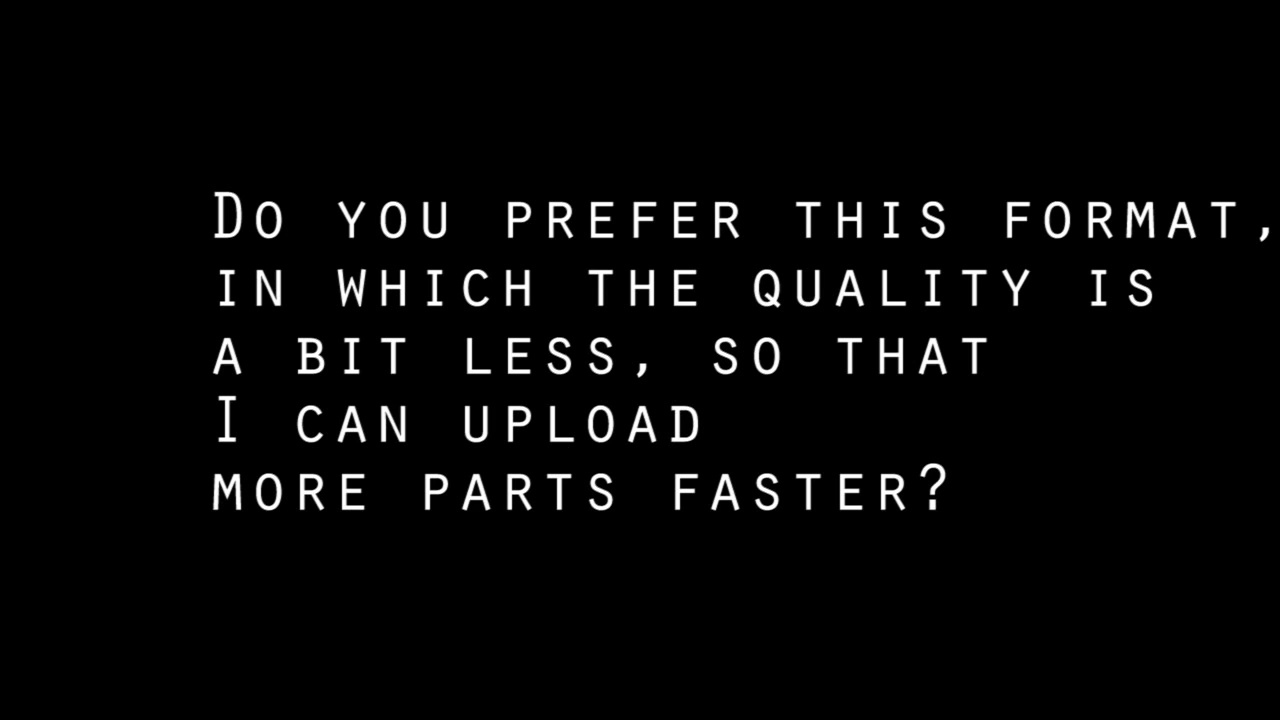 Do you prefer this format,
in which the quality is
a bit less, so that
I can upload
more parts faster?